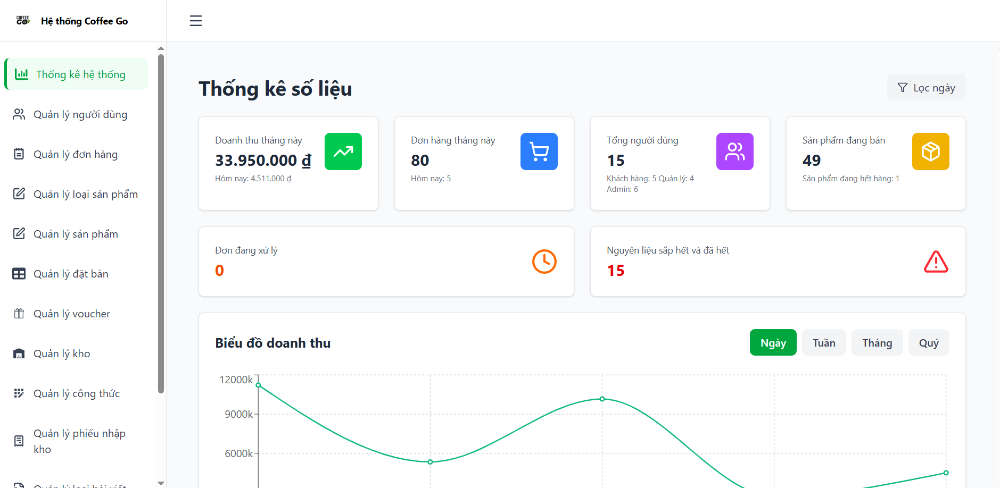 COFFEE
GO
Hệ thống Coffee Go
Thống kê hệ thống
Quản lý người dùng
Quản lý đơn hàng
Quản lý loại sản phẩm
Quản lý sản phẩm
Quản lý đặt bàn
Quản lý voucher
Quản lý kho
Quản lý công thức
Quản lý phiếu nhập
kho
Quản lý loại bài viết
Thống kê số liệu
Lọc ngày
Doanh thu tháng này
33.950.000 ₫
Hôm nay: 4.511.000 ₫
Đơn hàng tháng này
80
Hôm nay: 5
Tổng người dùng
15
Khách hàng: 5 Quản lý: 4
Admin: 6
Sản phẩm đang bán
49
Sản phẩm đang hết hàng: 1
Đơn đang xử lý
0
Nguyên liệu sắp hết và đã hết
15
Biểu đồ doanh thu
Ngày
Tuần
Tháng
Quý
12000k
9000k
6000k